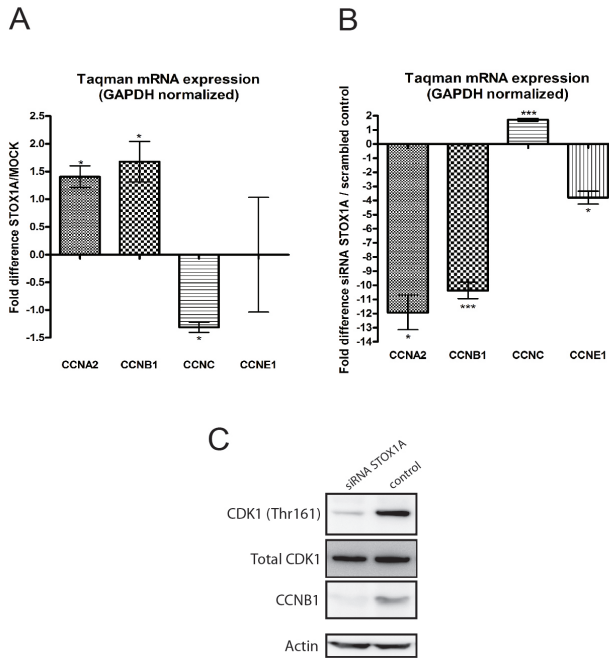 A
Taqman mRNA expression
(GAPDH normalized)
Fold difference STOX1A/MOCK
2.5
2.0
1.5
1.0
0.5
0.0
-0.5
-1.0
-1.5
*
*
*
CCNA2 CCNB1 CCNC CCNE1
B
Taqman mRNA expression
(GAPDH normalized)
Fold difference siRNA STOX1A / scrambled control
2
1
0
-1
-2
-3
-4
-5
-6
-7
-8
-9
-10
-11
-12
-13
-14
*
***
***
*
CCNA2 CCNB1 CCNC CCNE1
C
siRNA STOX1A control
CDK1 (Thr161)
Total CDK1
CCNB1
Actin